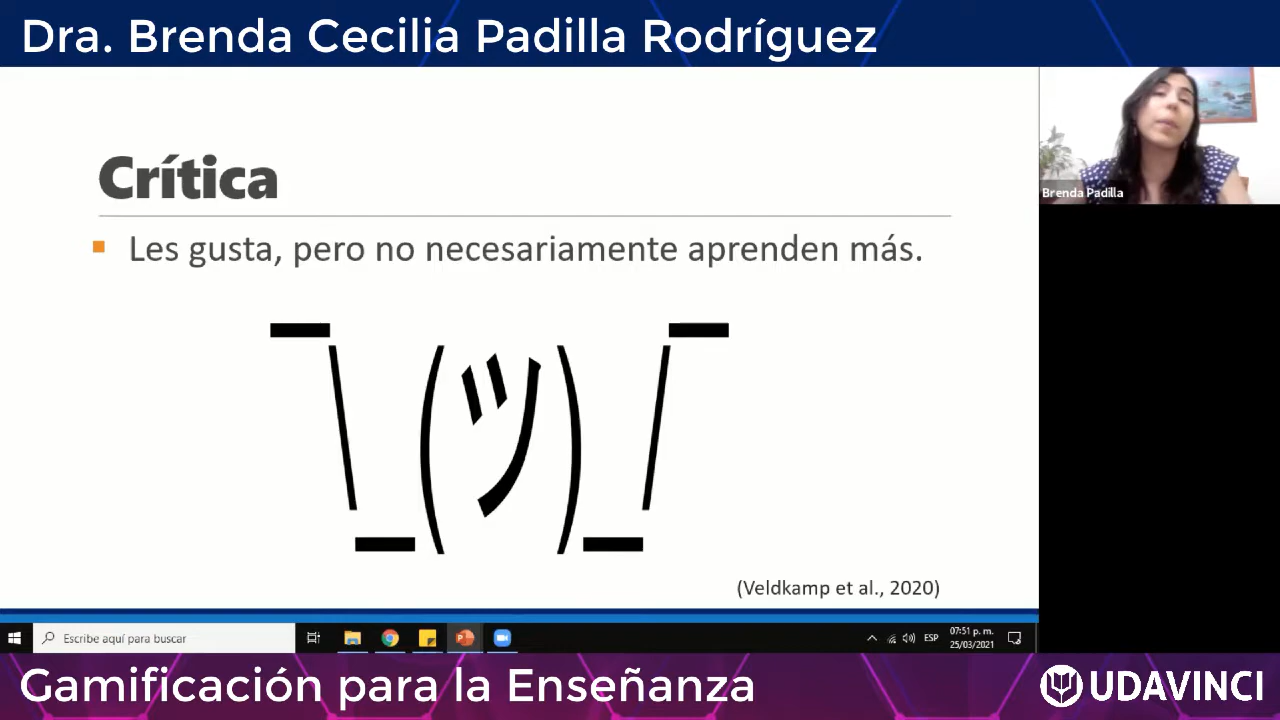 Dra. Brenda Cecilia Padilla Rodríguez
Crítica
Les gusta, pero no necesariamente aprenden más.
¯\_(ツ)_/¯
(Veldkamp et al., 2020)
Brenda Padilla
Escribe aquí para buscar
ESP
07:51 p. m.
25/03/2021
Gamificación para la Enseñanza
UDAVINCI